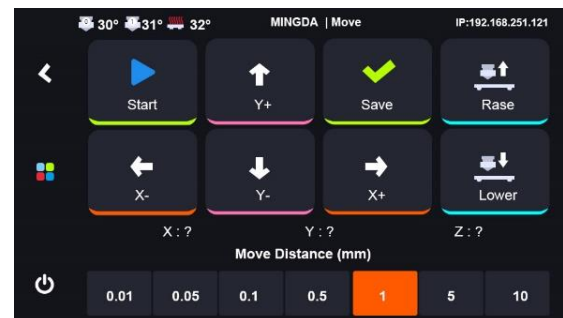 30° 31° 32° MINGDA | Move IP:192.168.251.121
Start Y+ Save Rase
X- Y- X+ Lower
X : ? Y : ? Z : ?
Move Distance (mm)
0.01 0.05 0.1 0.5 1 5 10